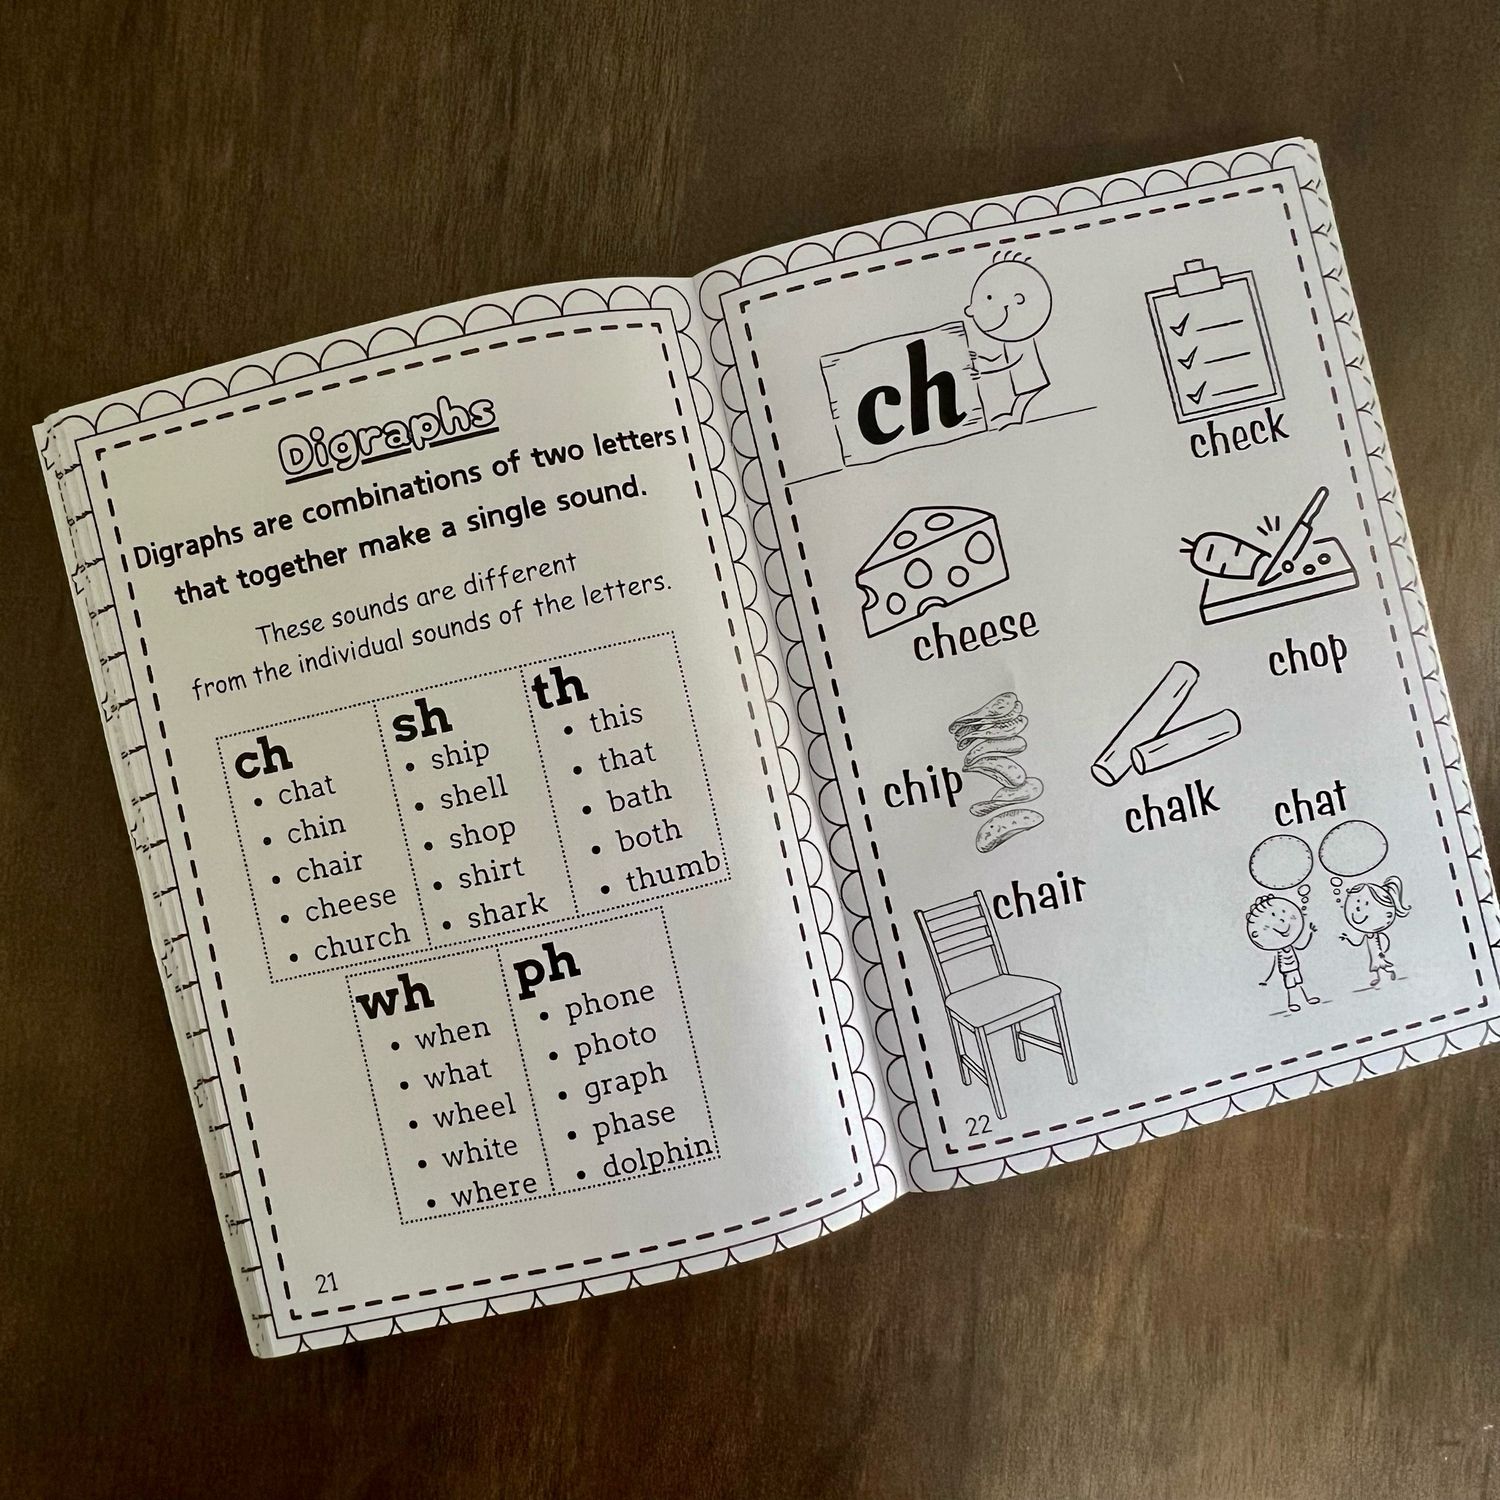 Digraphs
Digraphs are combinations of two letters
that together make a single sound.
These sounds are different
from the individual sounds of the letters.
ch
• chat
• chin
• chair
• cheese
• church
sh
• ship
• shell
• shop
• shirt
• shark
th
• this
• that
• bath
• both
• thumb
wh
• when
• what
• wheel
• white
• where
ph
• phone
• photo
• graph
• phase
• dolphin
21
ch
check
cheese
chop
chip
chalk
chat
chair
22